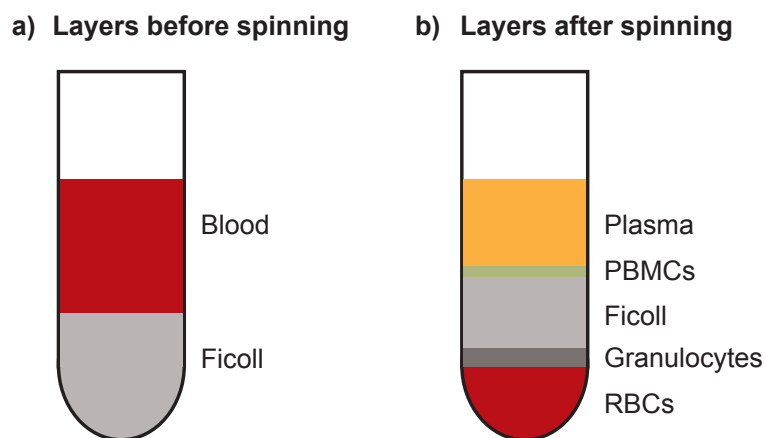 a) Layers before spinning
b) Layers after spinning
Blood
Ficoll
Plasma
PBMCs
Ficoll
Granulocytes
RBCs